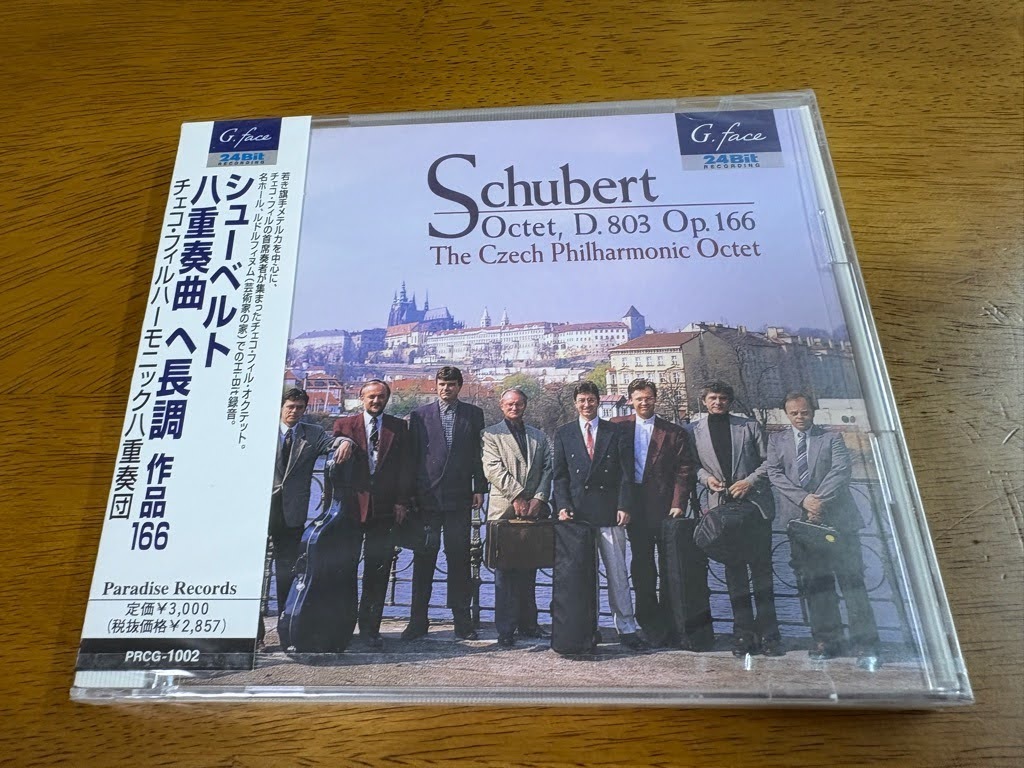 G.face
24Bit
RECORDING
シューベルト
八重奏曲 ヘ長調 作品166
チェコ・フィルハーモニック八重奏団
若き旗手メテルカを中心に、
チェコ・フィルの首席奏者が集まったチェコ・フィル・オクテット。
名ホール、ルドルフィヌム(芸術家の家)での24-Bit録音。
Paradise Records
定価¥3,000
(税抜価格¥2,857)
PRCG-1002
G.face
24Bit
RECORDING
Schubert
Octet, D. 803 Op. 166
The Czech Philharmonic Octet